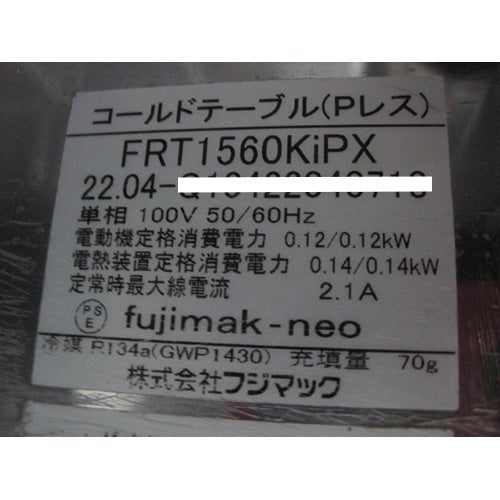 コールドテーブル(Pレス)
FRT1560KiPX
22.04-
単相 100V 50/60Hz
電動機定格消費電力 0.12/0.12kW
電熱装置定格消費電力 0.14/0.14kW
定常時最大線電流 2.1A
PSE fujimak-neo
冷媒 R134a(GWP1430) 充填量 70g
株式会社フジマック